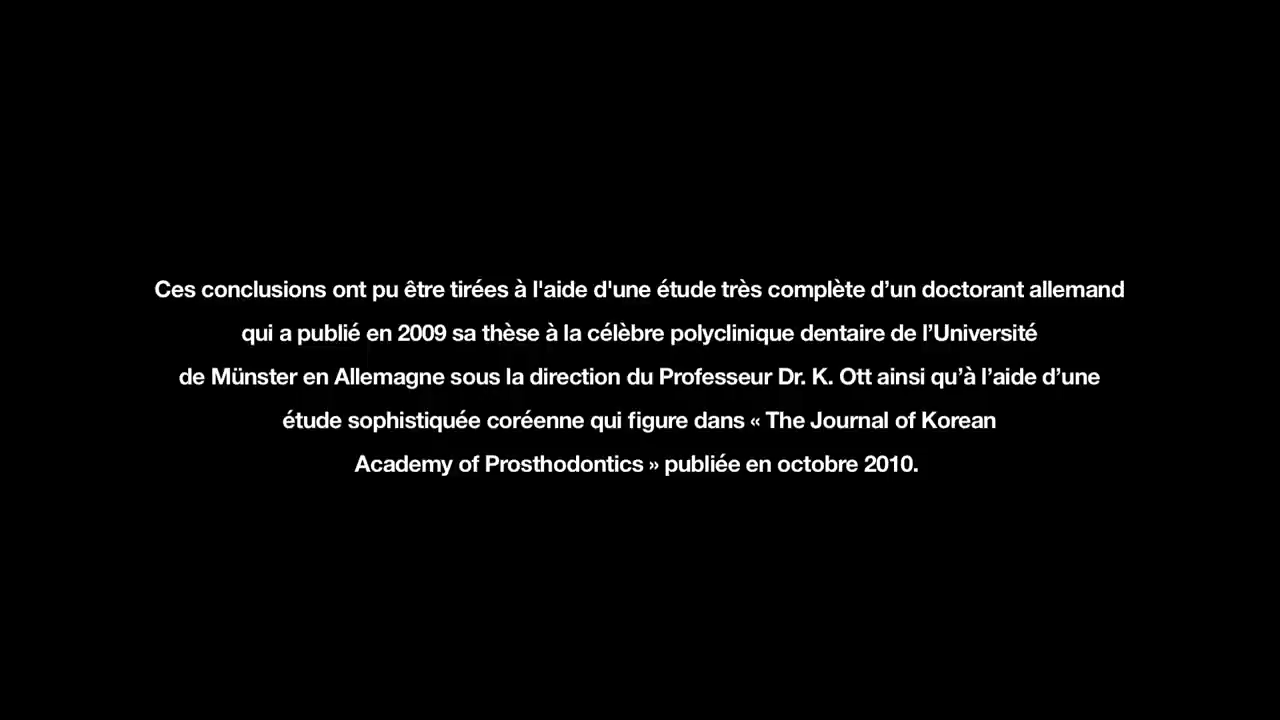 Ces conclusions ont pu être tirées à l'aide d'une étude très complète d’un doctorant allemand
qui a publié en 2009 sa thèse à la célèbre polyclinique dentaire de l’Université
de Münster en Allemagne sous la direction du Professeur Dr. K. Ott ainsi qu’à l’aide d’une
étude sophistiquée coréenne qui figure dans « The Journal of Korean
Academy of Prosthodontics » publiée en octobre 2010.